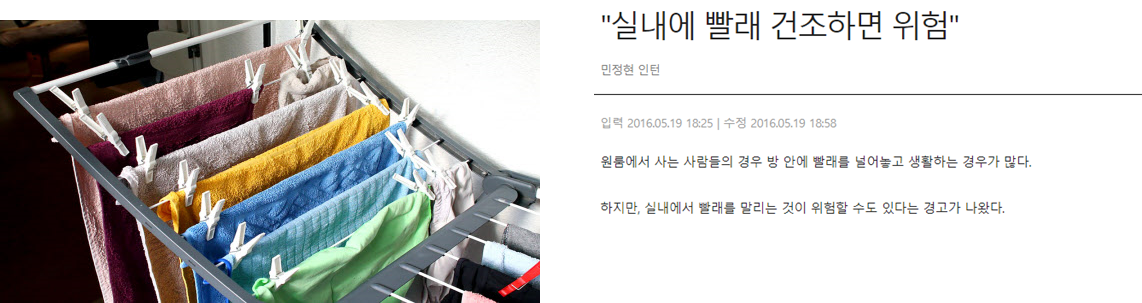 "실내에 빨래 건조하면 위험"
민정현 인턴
입력 2016.05.19 18:25 | 수정 2016.05.19 18:58
원룸에서 사는 사람들의 경우 방 안에 빨래를 널어놓고 생활하는 경우가 많다.
하지만, 실내에서 빨래를 말리는 것이 위험할 수도 있다는 경고가 나왔다.